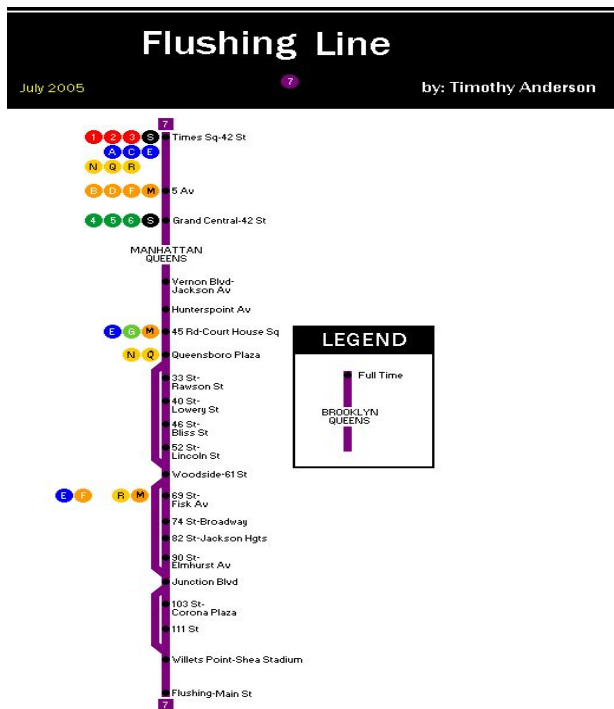 Flushing Line
7
July 2005
by: Timothy Anderson
7
1 2 3 S Times Sq-42 St
A C E
N Q R
B D F M 5 Av
4 5 6 S Grand Central-42 St
MANHATTAN
QUEENS
Vernon Blvd-
Jackson Av
Hunterspoint Av
E G M 45 Rd-Court House Sq
N Q Queensboro Plaza
33 St-
Rawson St
40 St-
Lowery St
46 St-
Bliss St
52 St-
Lincoln St
Woodside-61 St
E F R M 69 St-
Fisk Av
74 St-Broadway
82 St-Jackson Hgts
90 St-
Elmhurst Av
Junction Blvd
103 St-
Corona Plaza
111 St
Willets Point-Shea Stadium
Flushing-Main St
7
LEGEND
Full Time
BROOKLYN
QUEENS